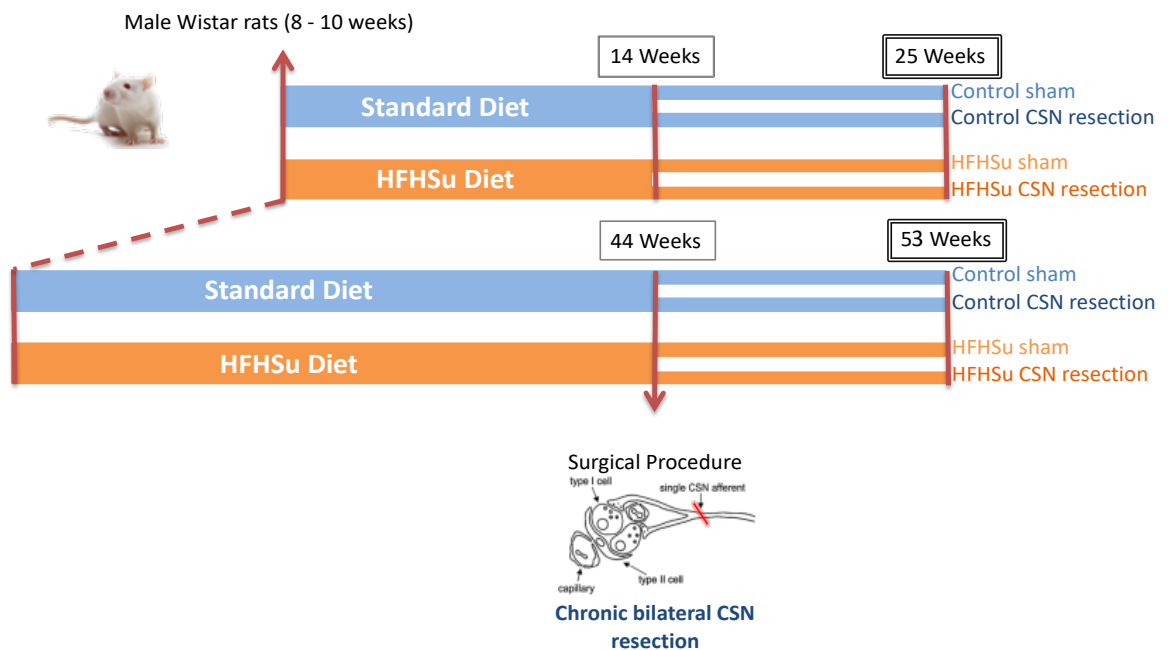 Male Wistar rats (8 - 10 weeks)
14 Weeks
25 Weeks
Standard Diet
Control sham
Control CSN resection
HFHSu Diet
HFHSu sham
HFHSu CSN resection
44 Weeks
53 Weeks
Standard Diet
Control sham
Control CSN resection
HFHSu Diet
HFHSu sham
HFHSu CSN resection
Surgical Procedure
type I cell
single CSN afferent
capillary
type II cell
Chronic bilateral CSN
resection